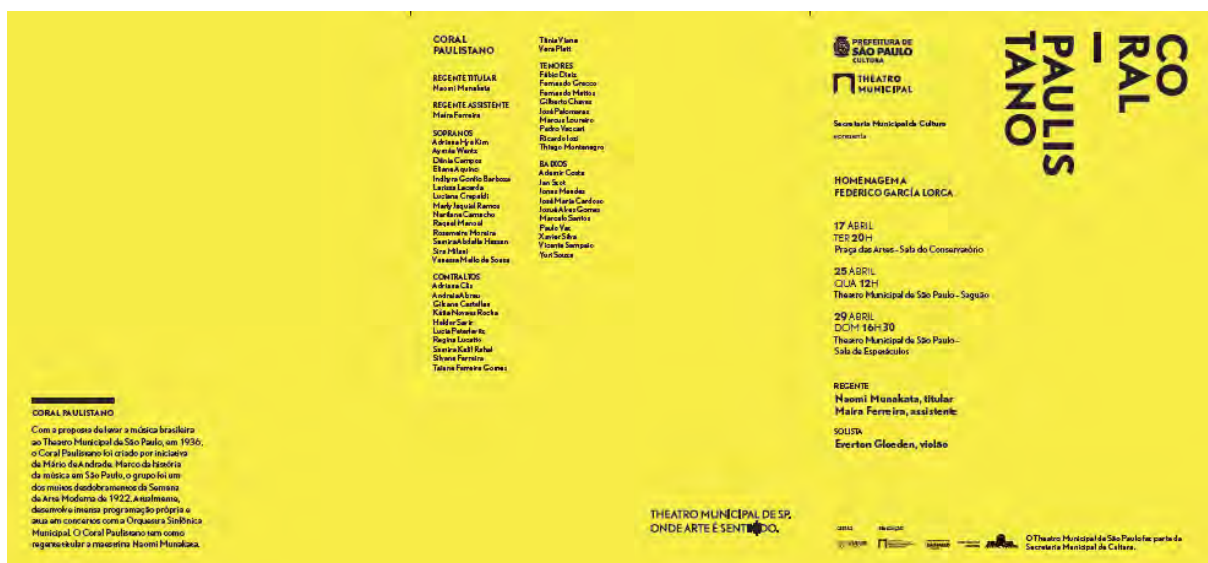 CORAL PAULISTANO
Com a proposta de levar a música brasileira
ao Theatro Municipal de São Paulo, em 1936,
o Coral Paulistano foi criado por iniciativa
de Mário de Andrade. Marco da história
da música em São Paulo, o grupo foi um
dos muitos desdobramentos da Semana
de Arte Moderna de 1922. Atualmente,
desenvolve intensa programação própria e
atua em concertos com a Orquestra Sinfônica
Municipal. O Coral Paulistano tem como
regente titular a maestrina Naomi Munakata.
CORAL
PAULISTANO
REGENTE TITULAR
Naomi Munakata
REGENTE ASSISTENTE
Maíra Ferreira
SOPRANOS
Adriana Hye Kim
Aymée Wentz
Dênia Campos
Eliane Aquino
Indhyra Gonfio Barbosa
Larissa Lacerda
Luciana Crepaldi
Marly Jaquiel Ramos
Narilane Camacho
Raquel Manoel
Rosemeire Moreira
Samira Abdalla Hassan
Sira Milani
Vanessa Mello de Sousa
CONTRALTOS
Adriana Clis
Andreia Abreu
Gilzane Castellan
Kátia Novaes Rocha
Helder Savir
Lucia Peterlevitz
Regina Lucatto
Samira Kalil Rahal
Silvana Ferreira
Taiane Ferreira Gomes
Tânia Viana
Vera Platt
TENORES
Fábio Diniz
Fernando Grecco
Fernando Mattos
Gilberto Chaves
José Palomares
Marcus Loureiro
Pedro Vaccari
Ricardo Iozi
Thiago Montenegro
BAIXOS
Ademir Costa
Jan Szot
Jonas Mendes
José Maria Cardoso
Josué Alves Gomes
Marcelo Santos
Paulo Vaz
Xavier Silva
Vicente Sampaio
Yuri Souza
THEATRO MUNICIPAL DE SP.
ONDE ARTE É SENTIDO.
PREFEITURA DE
SÃO PAULO
CULTURA
THEATRO
MUNICIPAL
Secretaria Municipal de Cultura
apresenta
HOMENAGEM A
FEDERICO GARCÍA LORCA
17 ABRIL
TER 20H
Praça das Artes - Sala do Conservatório
25 ABRIL
QUA 12H
Theatro Municipal de São Paulo - Saguão
29 ABRIL
DOM 16H30
Theatro Municipal de São Paulo -
Sala de Espetáculos
REGENTE
Naomi Munakata, titular
Maíra Ferreira, assistente
SOLISTA
Everton Gloeden, violão
O Theatro Municipal de São Paulo faz parte da
Secretaria Municipal de Cultura.
CO
RAL
PAULIS
TANO